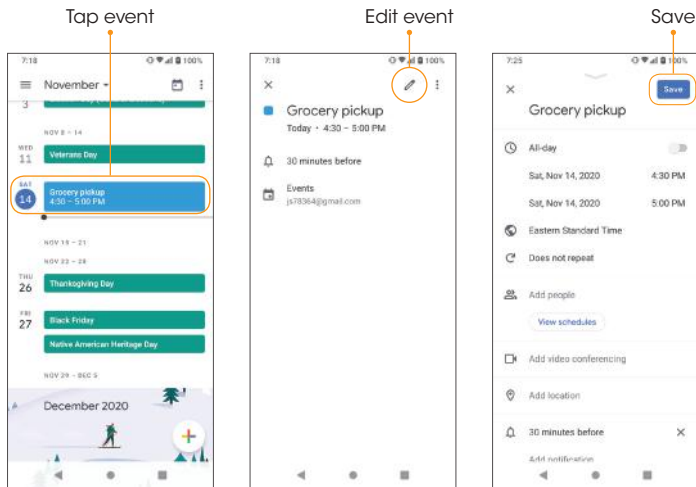 Tap event
Edit event
Save
7:18
100%
November
3
NOV 8 – 14
WED
11
Veterans Day
SAT
14
Grocery pickup
4:30 – 5:00 PM
NOV 15 – 21
NOV 22 – 28
THU
26
Thanksgiving Day
FRI
27
Black Friday
Native American Heritage Day
NOV 29 – DEC 5
December 2020
7:18
100%
Grocery pickup
Today • 4:30 – 5:00 PM
30 minutes before
Events
js78364@gmail.com
7:25
100%
Save
Grocery pickup
All-day
Sat, Nov 14, 2020 4:30 PM
Sat, Nov 14, 2020 5:00 PM
Eastern Standard Time
Does not repeat
Add people
View schedules
Add video conferencing
Add location
30 minutes before
Add notification